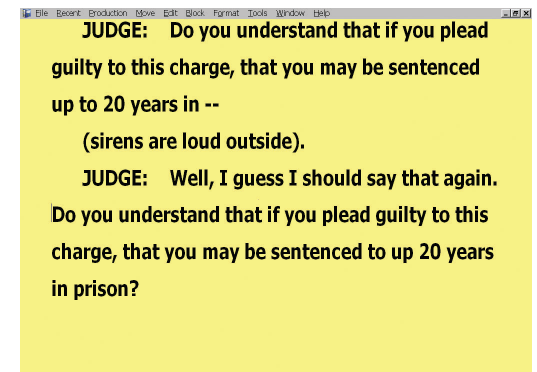 File Recent Production Move Edit Block Format Tools Window Help
JUDGE: Do you understand that if you plead
guilty to this charge, that you may be sentenced
up to 20 years in --
(sirens are loud outside).
JUDGE: Well, I guess I should say that again.
Do you understand that if you plead guilty to this
charge, that you may be sentenced to up 20 years
in prison?